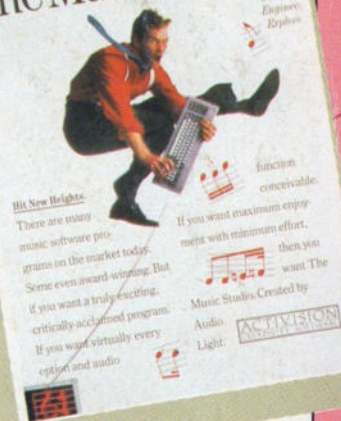 Engineer
Explore
Hit New Heights.
There are many
music software pro-
grams on the market today.
Some even award-winning. But
if you want a truly exciting,
critically-acclaimed program.
If you want virtually every
option and audio
function
conceivable.
If you want maximum enjoy-
ment with minimum effort,
then you
want The
Music Studio. Created by
Audio
Light.
ACTIVISION